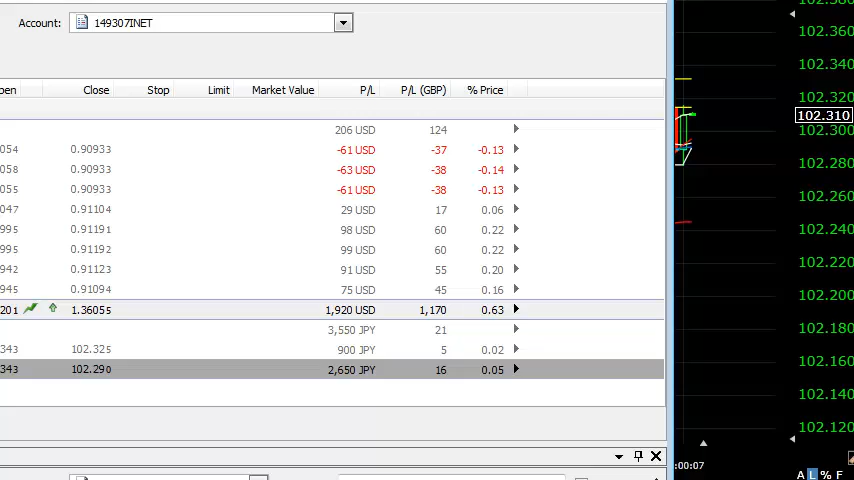 Account: 149307INET
pen Close Stop Limit Market Value P/L P/L (GBP) % Price
206 USD 124
054 0.90933 -61 USD -37 -0.13
058 0.90933 -63 USD -38 -0.14
055 0.90933 -61 USD -38 -0.13
047 0.91104 29 USD 17 0.06
995 0.91191 98 USD 60 0.22
995 0.91192 99 USD 60 0.22
942 0.91123 91 USD 55 0.20
945 0.91094 75 USD 45 0.16
201 1.36055 1,920 USD 1,170 0.63
3,550 JPY 21
343 102.325 900 JPY 5 0.02
343 102.290 2,650 JPY 16 0.05
102.380
102.360
102.340
102.320
102.310
102.300
102.280
102.260
102.240
102.220
102.200
102.180
102.160
102.140
102.120
:00:07
A L % F